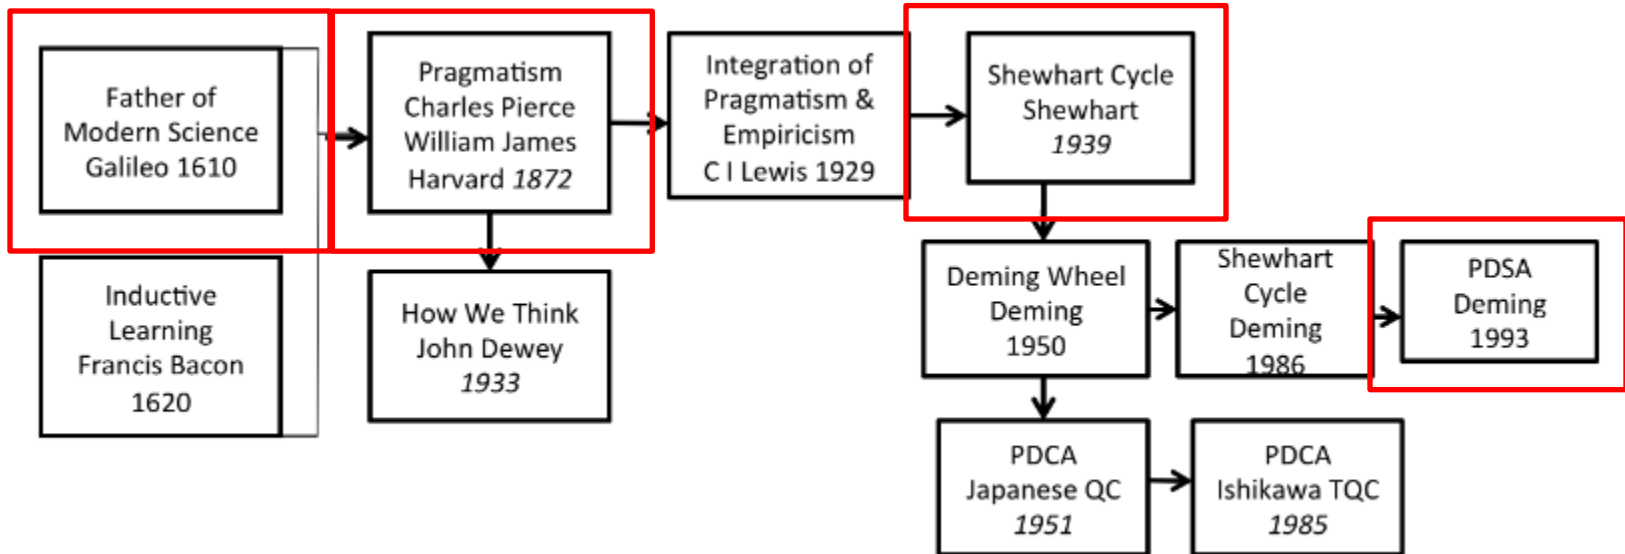 Father of
Modern Science
Galileo 1610
Pragmatism
Charles Pierce
William James
Harvard 1872
Integration of
Pragmatism &
Empiricism
C I Lewis 1929
Shewhart Cycle
Shewhart
1939
Inductive
Learning
Francis Bacon
1620
How We Think
John Dewey
1933
Deming Wheel
Deming
1950
Shewhart
Cycle
Deming
1986
PDSA
Deming
1993
PDCA
Japanese QC
1951
PDCA
Ishikawa TQC
1985